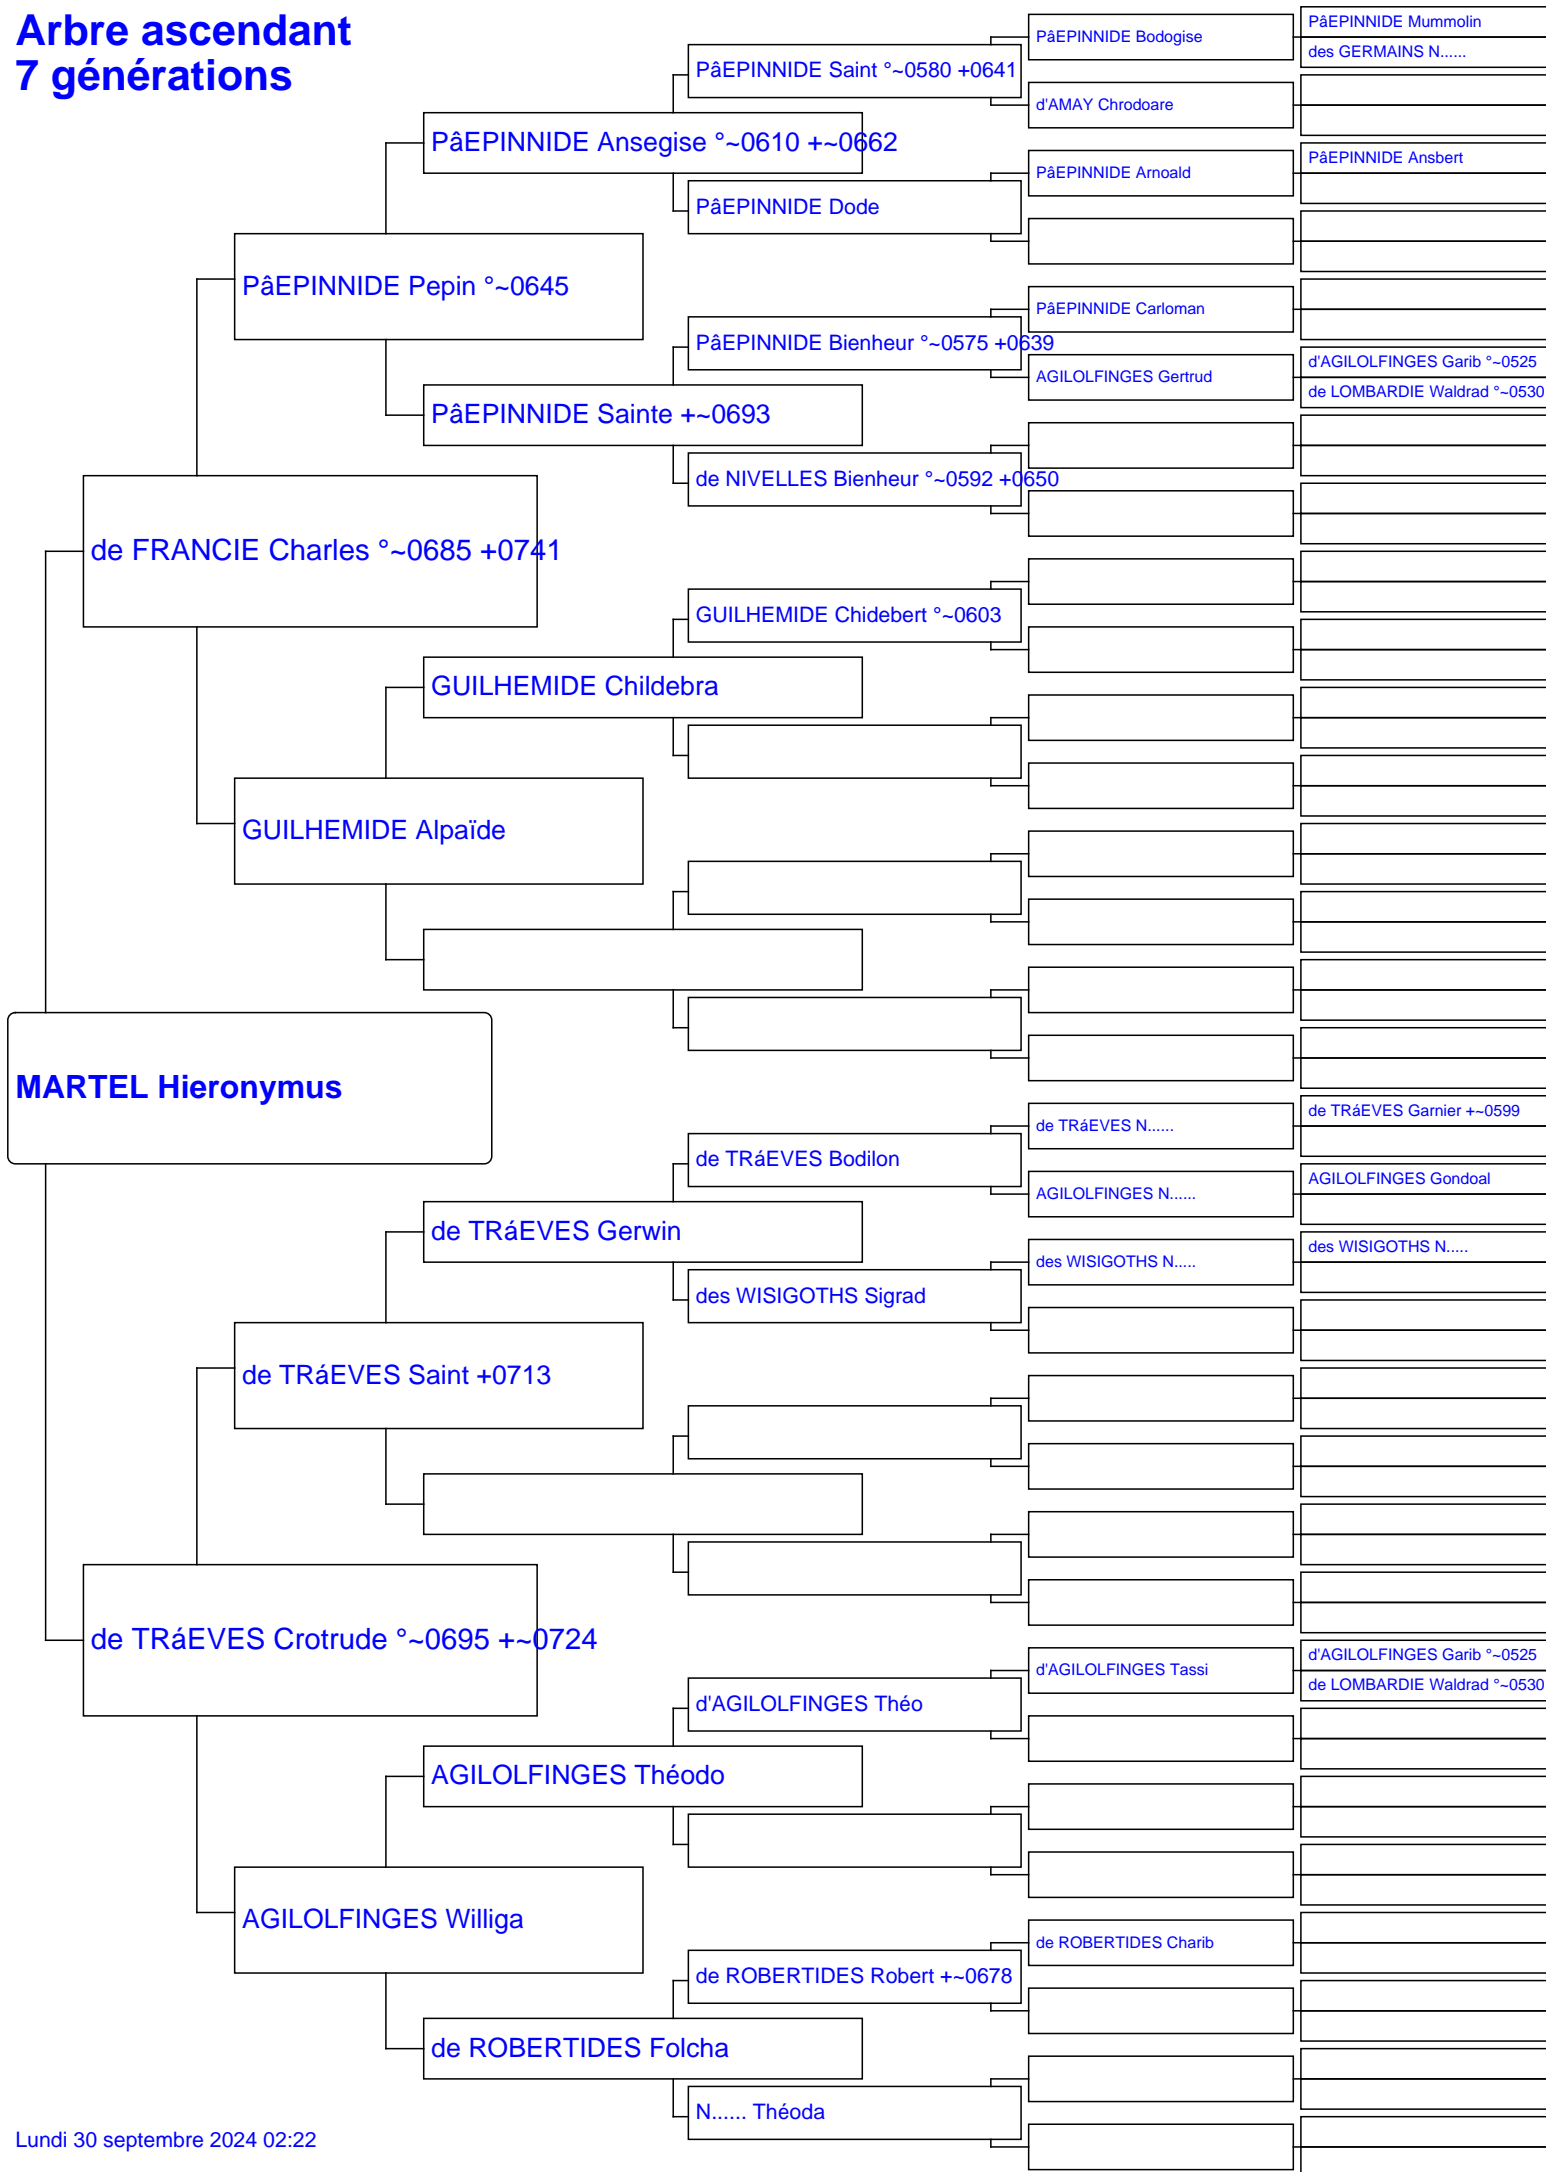 Arbre ascendant
7 générations
MARTEL Hieronymus
de FRANCIE Charles °~0685 +0741
de TRáEVES Crotrude °~0695 +~0724
PâEPINNIDE Pepin °~0645
GUILHEMIDE Alpaïde
de TRáEVES Saint +0713
AGILOLFINGES Williga
PâEPINNIDE Ansegise °~0610 +~0662
PâEPINNIDE Sainte +~0693
GUILHEMIDE Childebra
de TRáEVES Gerwin
AGILOLFINGES Théodo
de ROBERTIDES Folcha
PâEPINNIDE Saint °~0580 +0641
PâEPINNIDE Dode
PâEPINNIDE Bienheur °~0575 +0639
de NIVELLES Bienheur °~0592 +0650
GUILHEMIDE Chidebert °~0603
de TRáEVES Bodilon
des WISIGOTHS Sigrad
d'AGILOLFINGES Théo
de ROBERTIDES Robert +~0678
N...... Théoda
PâEPINNIDE Bodogise
d'AMAY Chrodoare
PâEPINNIDE Arnoald
PâEPINNIDE Carloman
AGILOLFINGES Gertrud
de TRáEVES N......
AGILOLFINGES N......
des WISIGOTHS N.....
d'AGILOLFINGES Tassi
de ROBERTIDES Charib
PâEPINNIDE Mummolin
des GERMAINS N......
PâEPINNIDE Ansbert
d'AGILOLFINGES Garib °~0525
de LOMBARDIE Waldrad °~0530
de TRáEVES Garnier +~0599
AGILOLFINGES Gondoal
des WISIGOTHS N.....
d'AGILOLFINGES Garib °~0525
de LOMBARDIE Waldrad °~0530
Lundi 30 septembre 2024 02:22